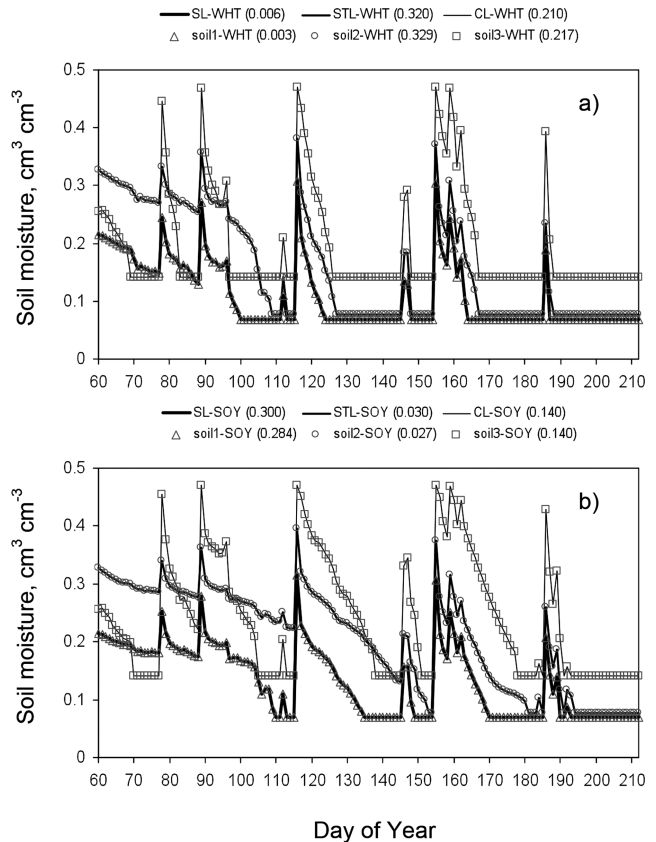 SL-WHT (0.006) STL-WHT (0.320) CL-WHT (0.210)
soil1-WHT (0.003) soil2-WHT (0.329) soil3-WHT (0.217)
0.5
a)
0.4
0.3
0.2
0.1
0
Soil moisture, cm³ cm⁻³
60 70 80 90 100 110 120 130 140 150 160 170 180 190 200 210
SL-SOY (0.300) STL-SOY (0.030) CL-SOY (0.140)
soil1-SOY (0.284) soil2-SOY (0.027) soil3-SOY (0.140)
0.5
b)
0.4
0.3
0.2
0.1
0
Soil moisture, cm³ cm⁻³
60 70 80 90 100 110 120 130 140 150 160 170 180 190 200 210
Day of Year